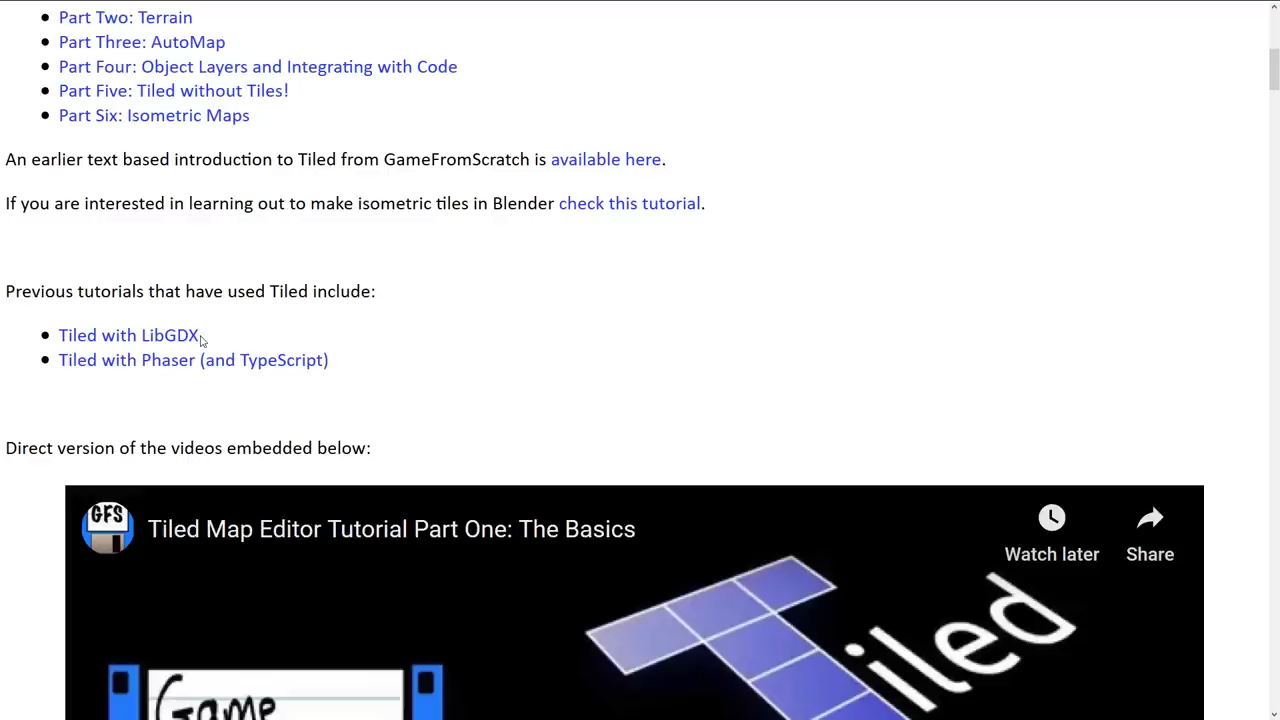 Part Two: Terrain
Part Three: AutoMap
Part Four: Object Layers and Integrating with Code
Part Five: Tiled without Tiles!
Part Six: Isometric Maps
An earlier text based introduction to Tiled from GameFromScratch is available here.
If you are interested in learning out to make isometric tiles in Blender check this tutorial.
Previous tutorials that have used Tiled include:
Tiled with LibGDX
Tiled with Phaser (and TypeScript)
Direct version of the videos embedded below:
GFS
Tiled Map Editor Tutorial Part One: The Basics
Watch later
Share
Tiled
Game